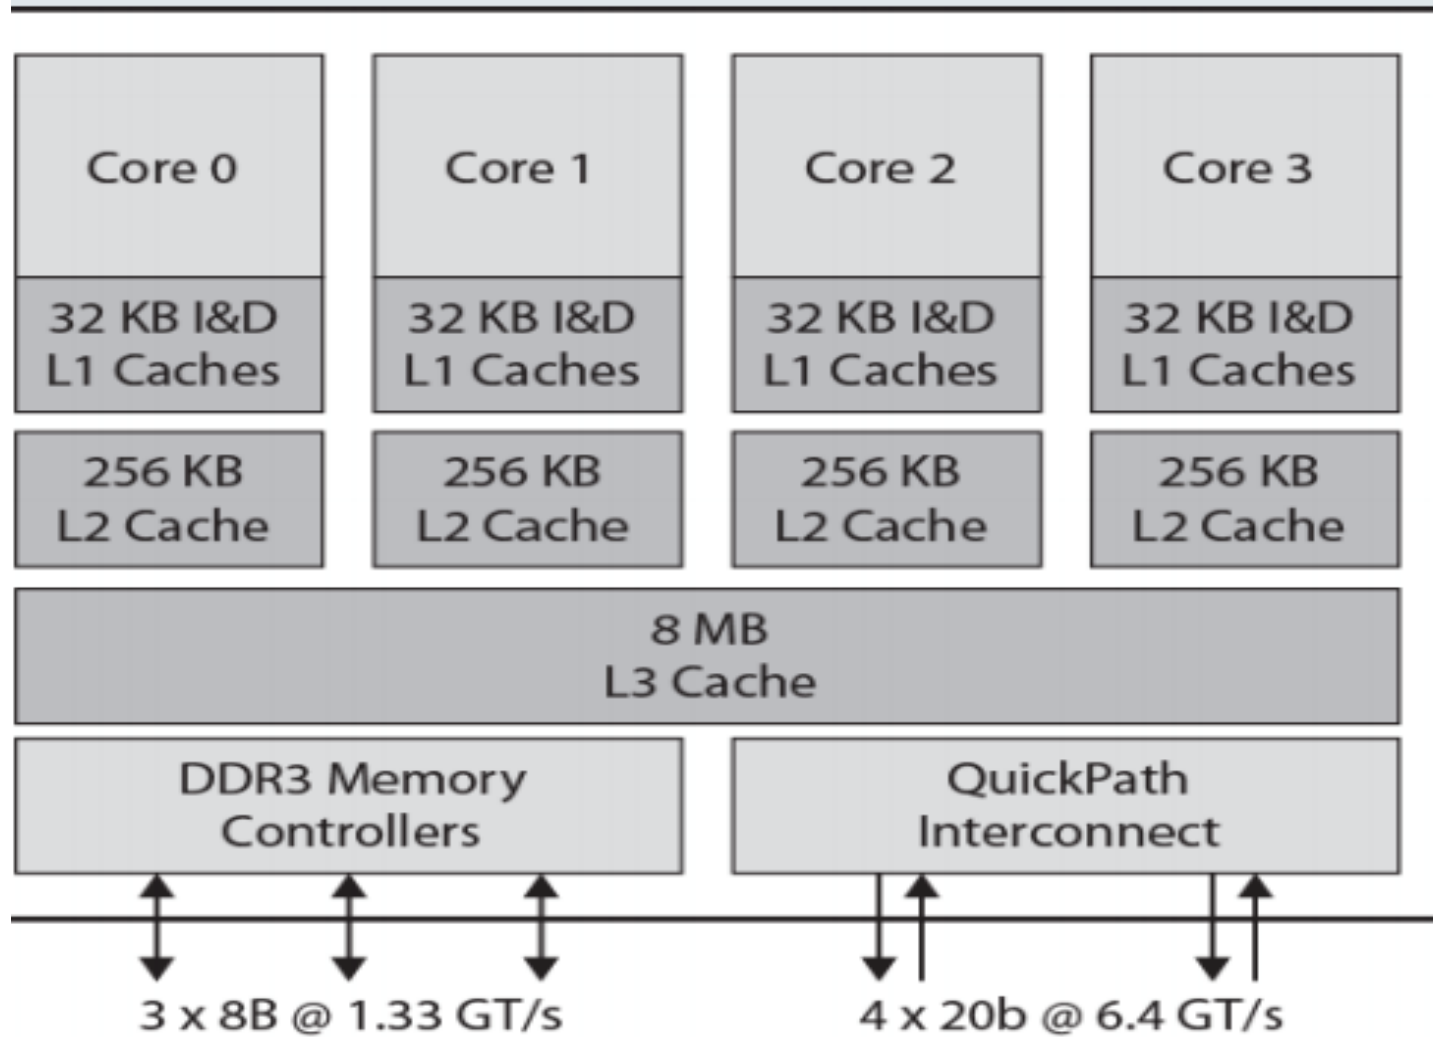 Core 0
Core 1
Core 2
Core 3
32 KB I&D
L1 Caches
32 KB I&D
L1 Caches
32 KB I&D
L1 Caches
32 KB I&D
L1 Caches
256 KB
L2 Cache
256 KB
L2 Cache
256 KB
L2 Cache
256 KB
L2 Cache
8 MB
L3 Cache
DDR3 Memory
Controllers
QuickPath
Interconnect
3 x 8B @ 1.33 GT/s
4 x 20b @ 6.4 GT/s